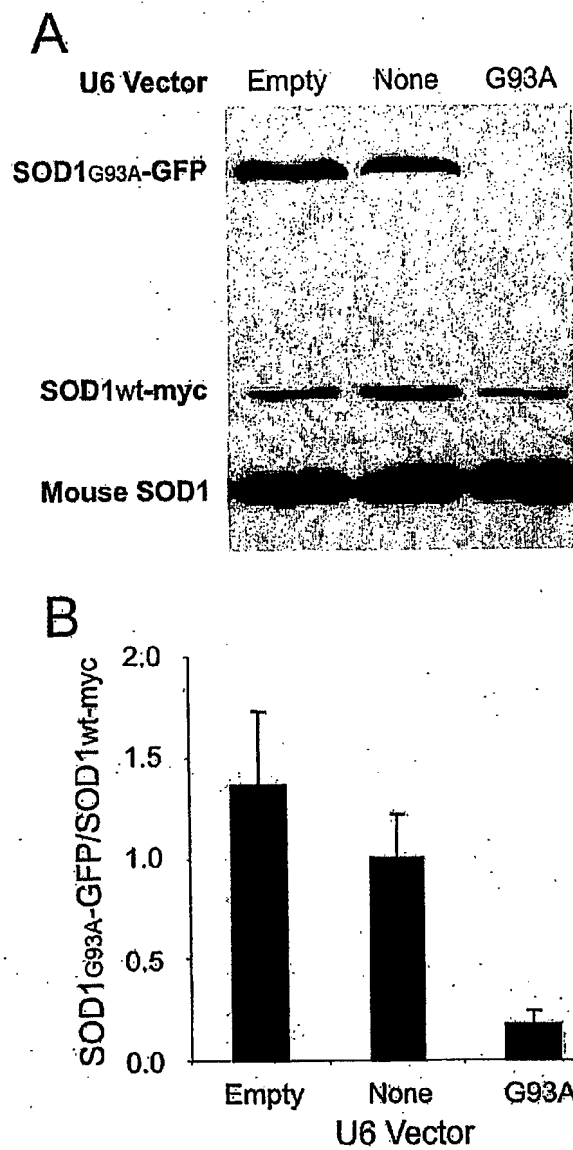 A
U6 Vector Empty None G93A
SOD1G93A-GFP
SOD1wt-myc
Mouse SOD1
B
SOD1G93A-GFP/SOD1wt-myc
2.0
1.5
1.0
0.5
0.0
Empty None G93A
U6 Vector